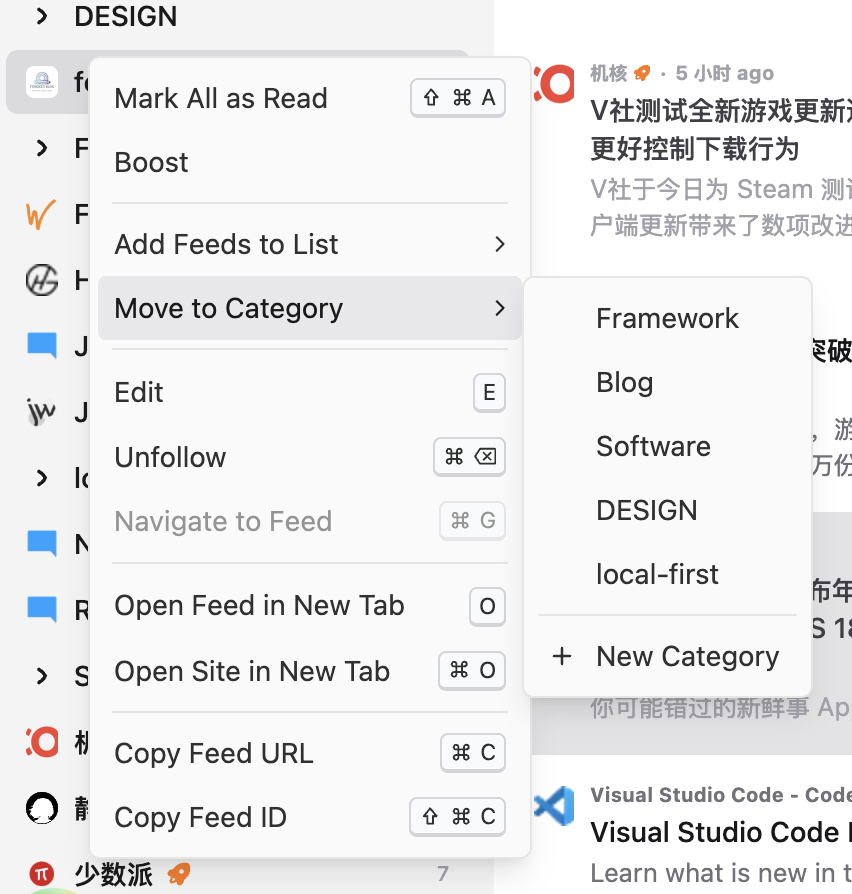 DESIGN
Mark All as Read
⇧ ⌘ A
Boost
Add Feeds to List
Move to Category
Edit
E
Unfollow
⌘ ⌫
Navigate to Feed
⌘ G
Open Feed in New Tab
O
Open Site in New Tab
⌘ O
Copy Feed URL
⌘ C
Copy Feed ID
⇧ ⌘ C
少数派 🚀
7
Framework
Blog
Software
DESIGN
local-first
+ New Category
机核 🚀 · 5 小时 ago
V社测试全新游戏更新
更好控制下载行为
V社于今日为 Steam 测
户端更新带来了数项改进
突破
，游
万份
布年
S 18
你可能错过的新鲜事 Ap
Visual Studio Code - Code
Visual Studio Code
Learn what is new in t